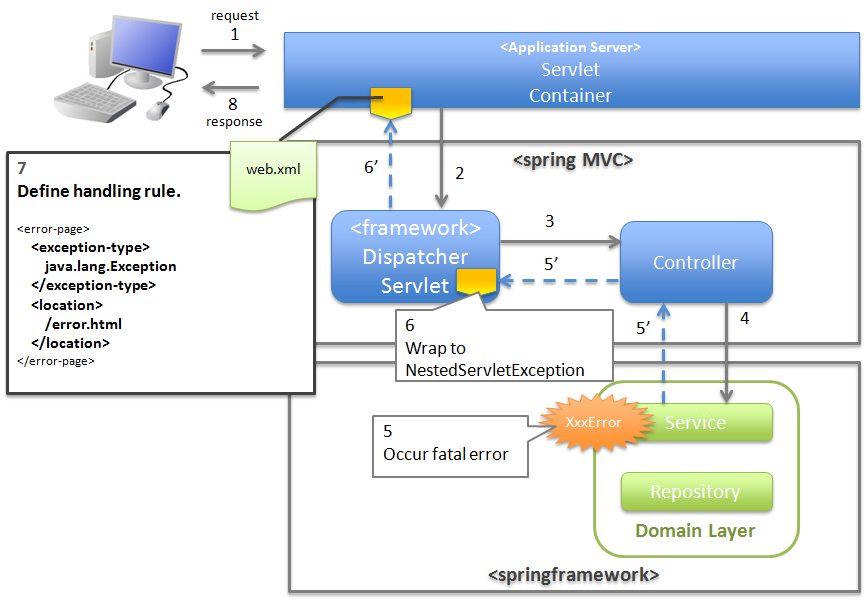 request
1
<Application Server>
Servlet
Container
8
response
web.xml
7
Define handling rule.
<error-page>
<exception-type>
java.lang.Exception
</exception-type>
<location>
/error.html
</location>
</error-page>
<spring MVC>
6’
2
<framework>
Dispatcher
Servlet
3
5’
Controller
6
Wrap to
NestedServletException
5’
4
5
Occur fatal error
XxxError
Service
Repository
Domain Layer
<springframework>